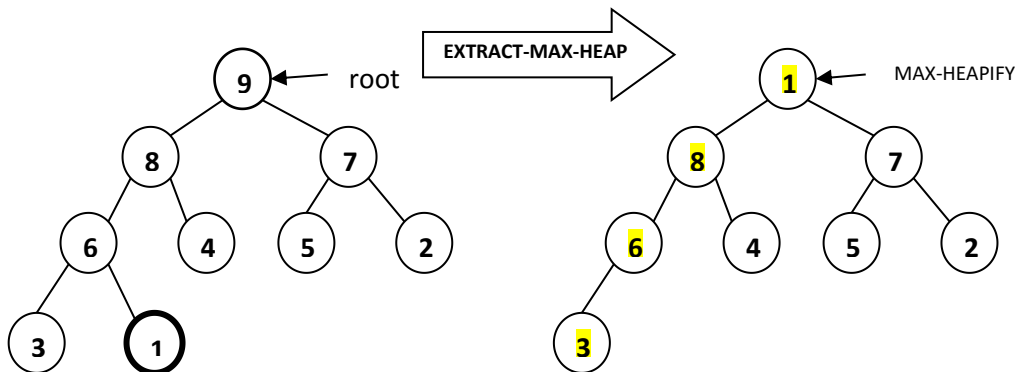 EXTRACT-MAX-HEAP
9 root 1 MAX-HEAPIFY
8 7 8 7
6 4 5 2 6 4 5 2
3 1 3